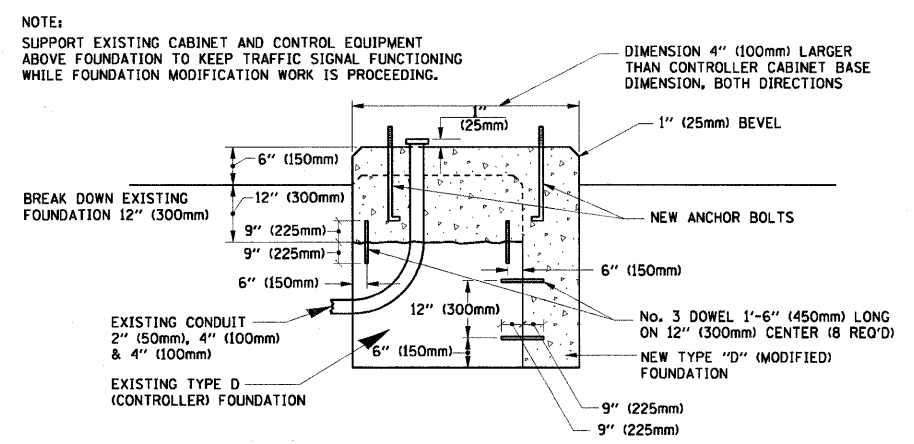 NOTE:
SUPPORT EXISTING CABINET AND CONTROL EQUIPMENT
ABOVE FOUNDATION TO KEEP TRAFFIC SIGNAL FUNCTIONING
WHILE FOUNDATION MODIFICATION WORK IS PROCEEDING.
DIMENSION 4" (100mm) LARGER
THAN CONTROLLER CABINET BASE
DIMENSION, BOTH DIRECTIONS
1"
(25mm)
1" (25mm) BEVEL
6" (150mm)
BREAK DOWN EXISTING
FOUNDATION 12" (300mm)
12" (300mm)
NEW ANCHOR BOLTS
9" (225mm)
9" (225mm)
6" (150mm)
6" (150mm)
12" (300mm)
No. 3 DOWEL 1'-6" (450mm) LONG
ON 12" (300mm) CENTER (8 REQ'D)
EXISTING CONDUIT
2" (50mm), 4" (100mm)
& 4" (100mm)
6" (150mm)
NEW TYPE "D" (MODIFIED)
FOUNDATION
EXISTING TYPE D
(CONTROLLER) FOUNDATION
9" (225mm)
9" (225mm)